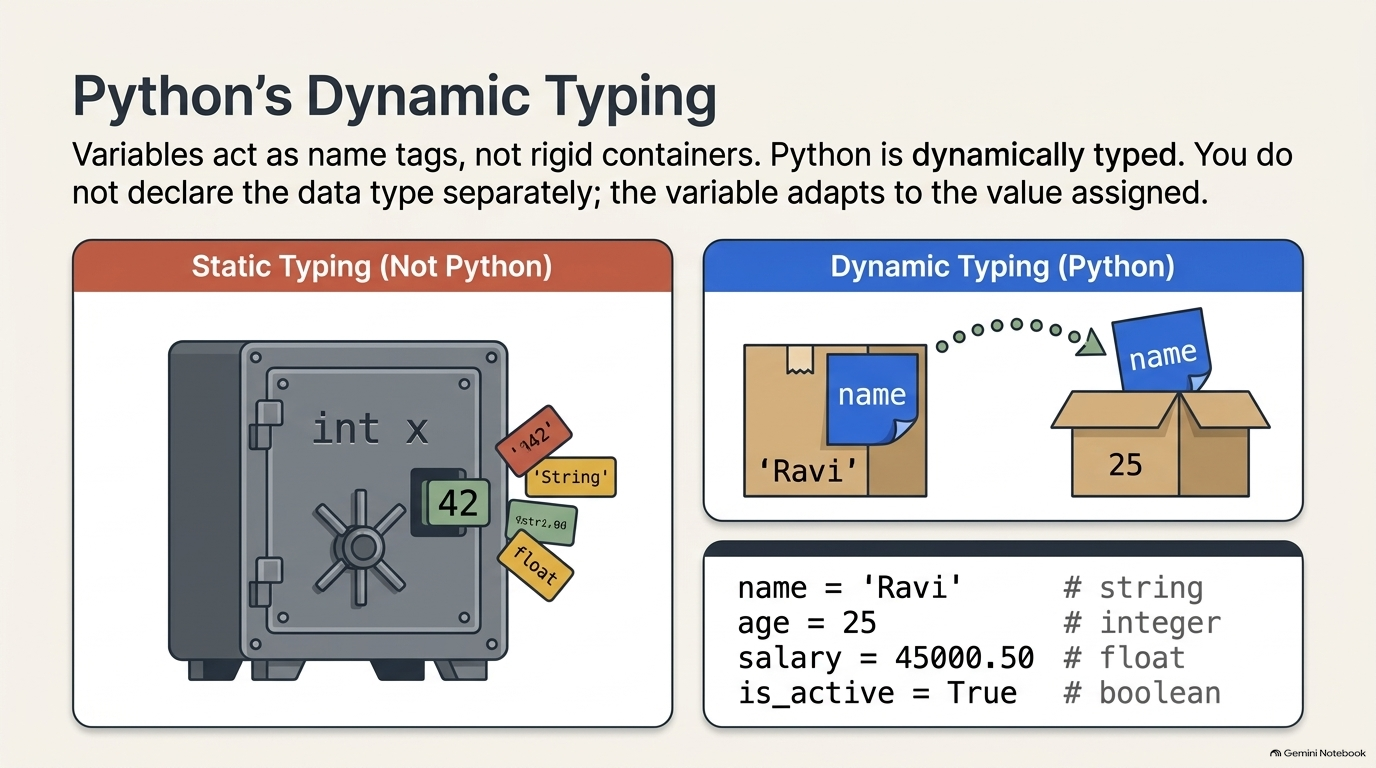 Python’s Dynamic Typing
Variables act as name tags, not rigid containers. Python is dynamically typed. You do
not declare the data type separately; the variable adapts to the value assigned.
Static Typing (Not Python)
int x
42
'String'
float
Dynamic Typing (Python)
name
‘Ravi’
name
25
name = ‘Ravi' # string
age = 25 # integer
salary = 45000.50 # float
is_active = True # boolean
Gemini Notebook